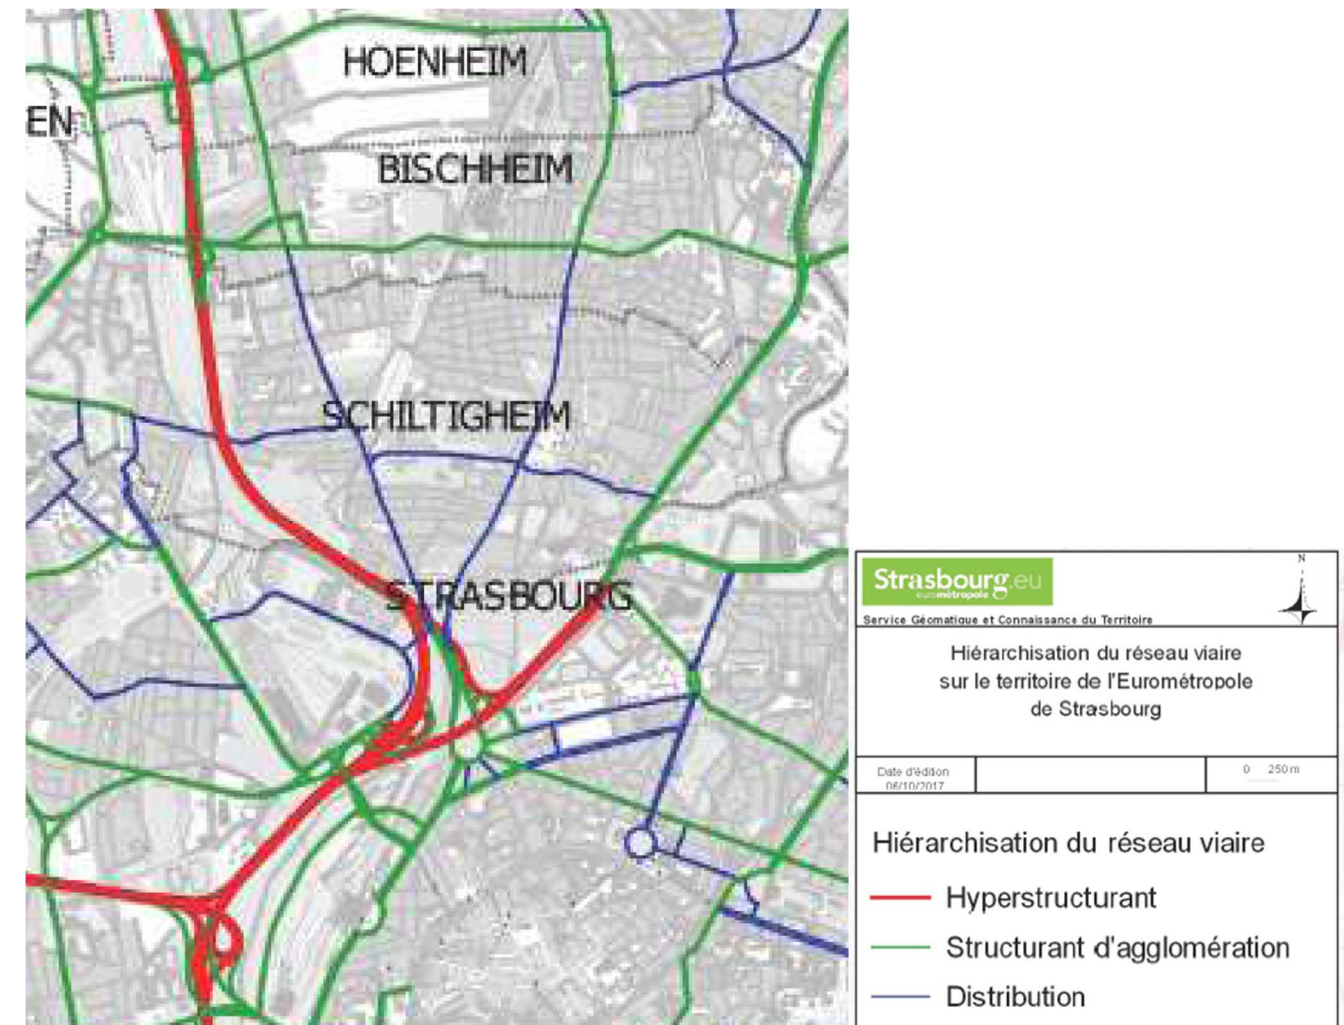 HOENHEIM
EN
BISCHHEIM
SCHILTIGHEIM
STRASBOURG
Strasbourg.eu
eurométropole
N
Service Géomatique et Connaissance du Territoire
Hiérarchisation du réseau viaire
sur le territoire de l'Eurométropole
de Strasbourg
Date d'édition
06/10/2017
0 250 m
Hiérarchisation du réseau viaire
Hyperstructurant
Structurant d'agglomération
Distribution